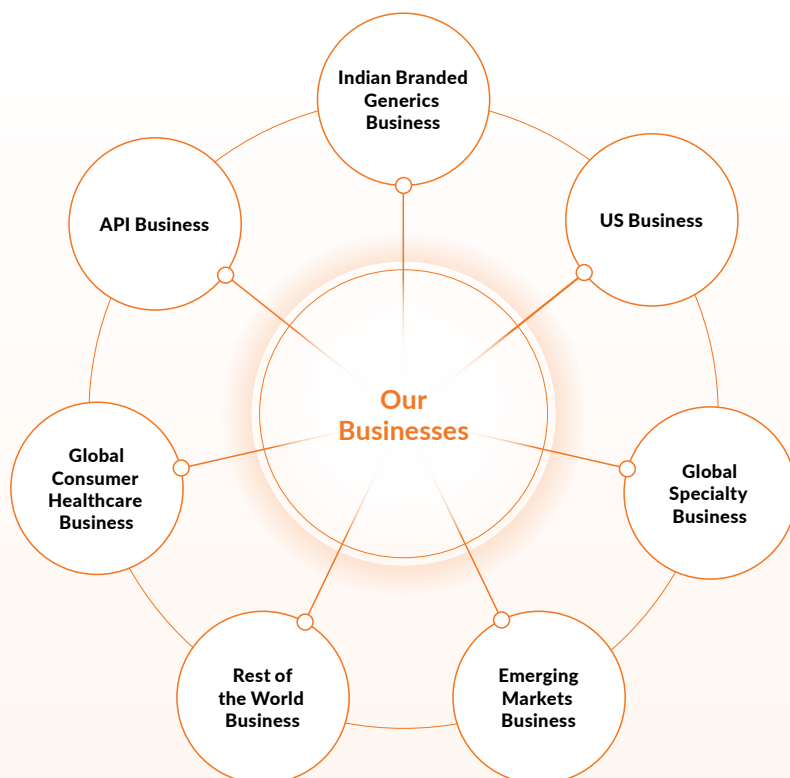 Indian Branded
Generics
Business
US Business
Global
Specialty
Business
Emerging
Markets
Business
Rest of
the World
Business
Global
Consumer
Healthcare
Business
API Business
Our
Businesses